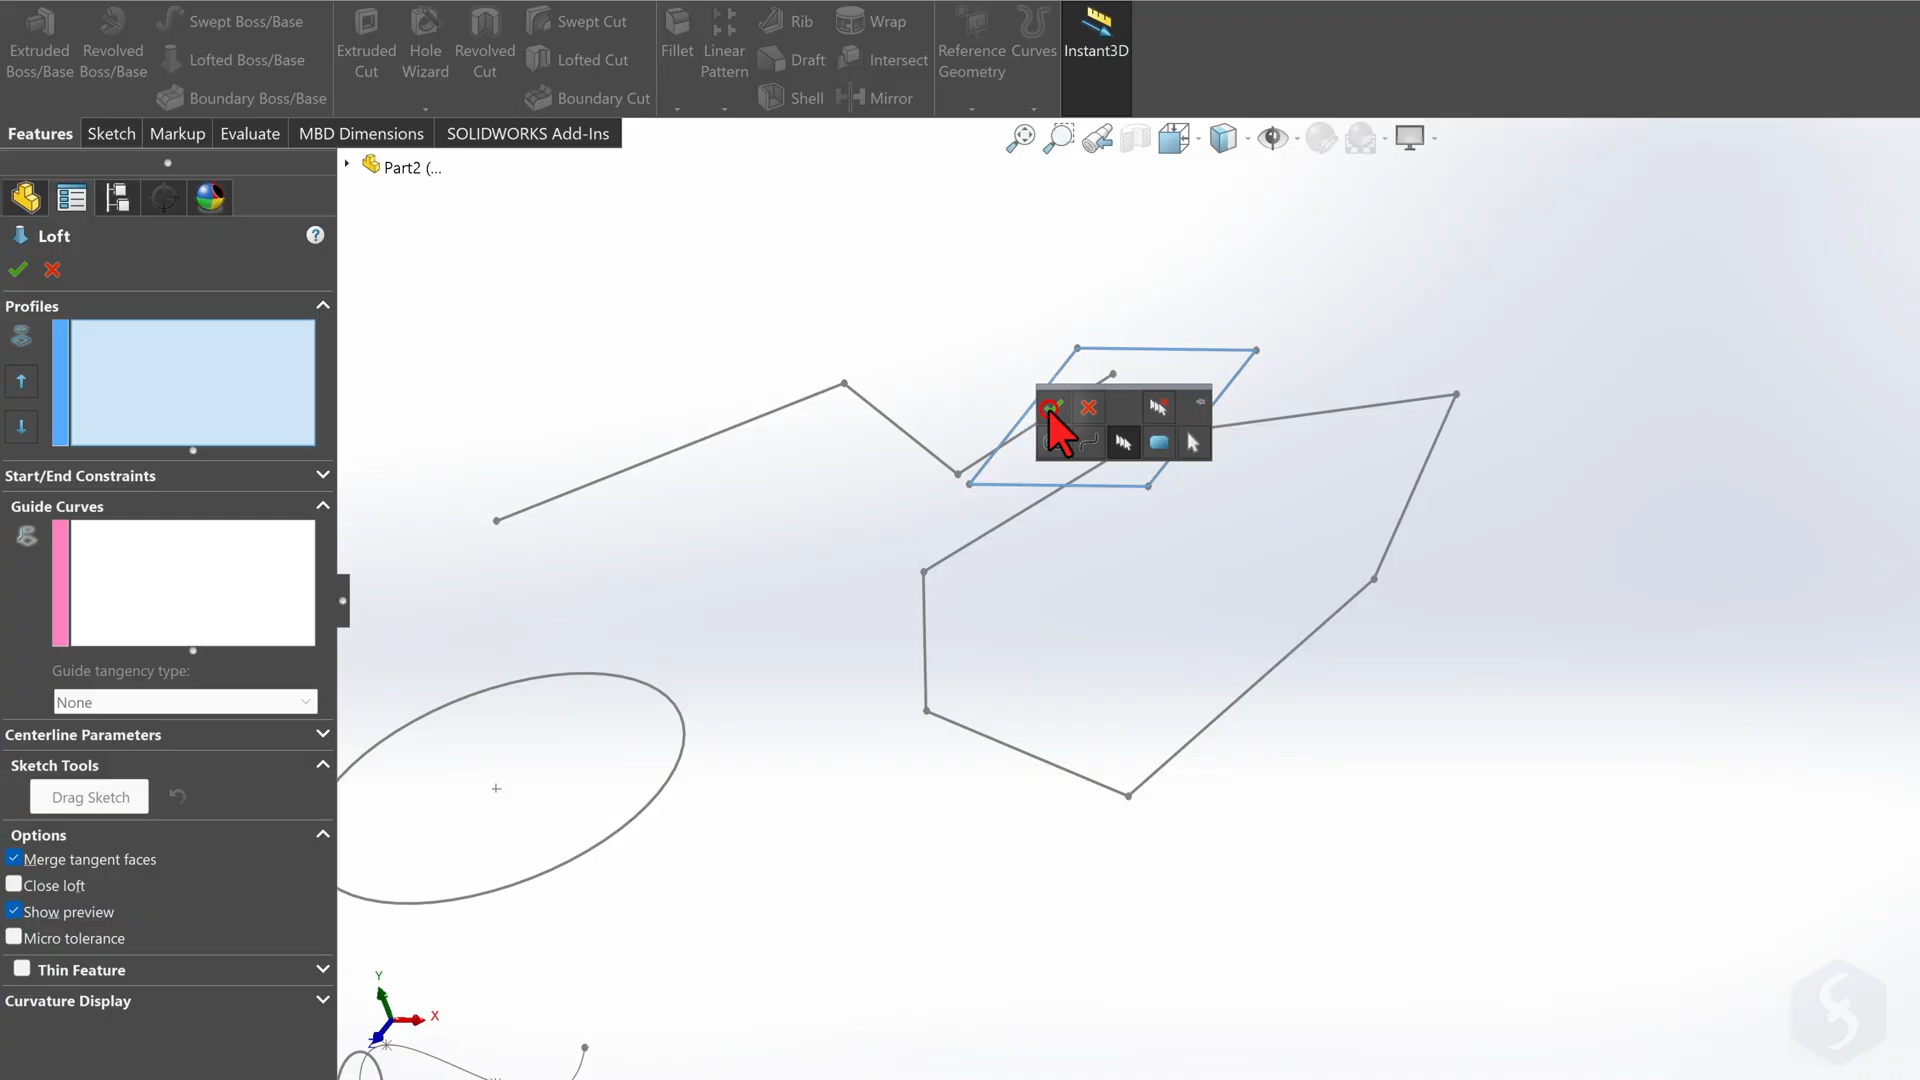 Extruded Boss/Base
Revolved Boss/Base
Swept Boss/Base
Lofted Boss/Base
Boundary Boss/Base
Extruded Cut
Hole Wizard
Revolved Cut
Swept Cut
Lofted Cut
Boundary Cut
Fillet
Linear Pattern
Rib
Draft
Shell
Wrap
Intersect
Mirror
Reference Geometry
Curves
Instant3D
Features
Sketch
Markup
Evaluate
MBD Dimensions
SOLIDWORKS Add-Ins
Part2 (...
Loft
?
Profiles
Start/End Constraints
Guide Curves
Guide tangency type:
None
Centerline Parameters
Sketch Tools
Drag Sketch
Options
Merge tangent faces
Close loft
Show preview
Micro tolerance
Thin Feature
Curvature Display
Y
X
Z